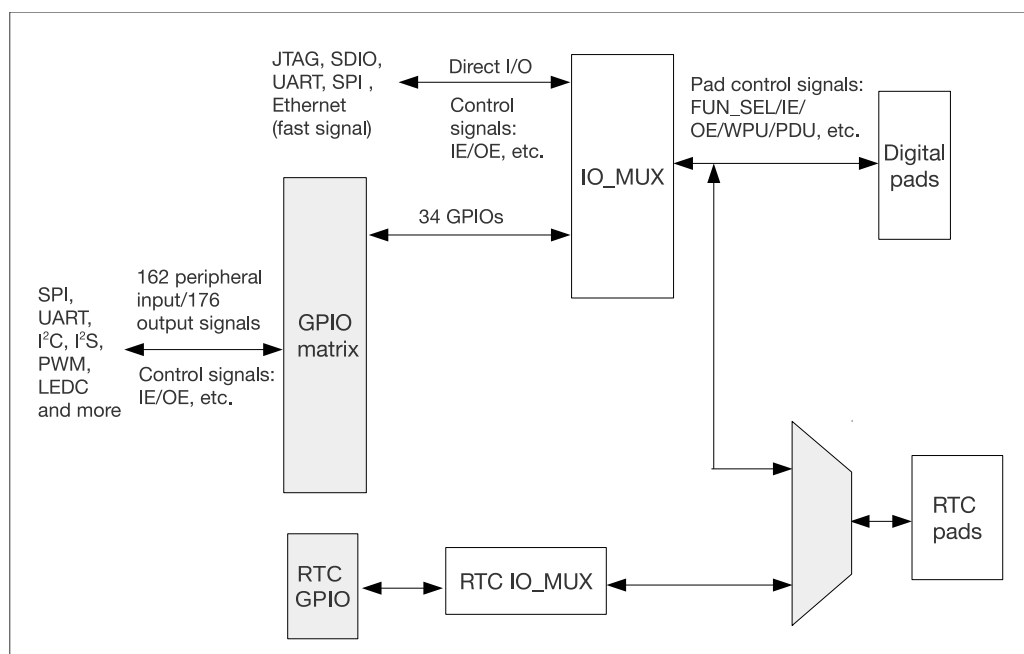 JTAG, SDIO,
UART, SPI ,
Ethernet
(fast signal)
Direct I/O
Control
signals:
IE/OE, etc.
IO_MUX
Pad control signals:
FUN_SEL/IE/
OE/WPU/PDU, etc.
Digital
pads
34 GPIOs
SPI,
UART,
I²C, I²S,
PWM,
LEDC
and more
162 peripheral
input/176
output signals
Control signals:
IE/OE, etc.
GPIO
matrix
RTC
GPIO
RTC IO_MUX
RTC
pads